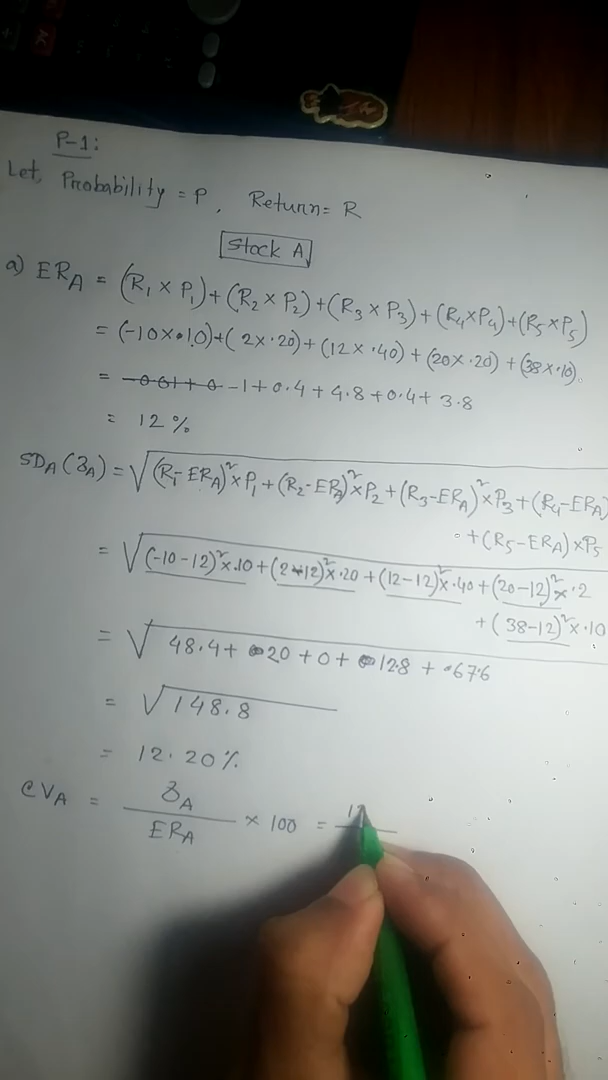 P-1:
Let, Probability = P, Return = R
Stock A
a) ERA = (R₁ × P₁) + (R₂ × P₂) + (R₃ × P₃) + (R₄ × P₄) + (R₅ × P₅)
= (-10×.10) + (2×.20) + (12×.40) + (20×.20) + (38×.10)
= -1 + 0.4 + 4.8 + 0.4 + 3.8
= 12%
SDA (ვA) = √(R₁-ERA)²×P₁ + (R₂-ERA)²×P₂ + (R₃-ERA)²×P₃ + (R₄-ERA)
+ (R₅-ERA)×P₅
= √(-10-12)²×.10 + (2-12)²×.20 + (12-12)²×.40 + (20-12)²×.2
+ (38-12)²×.10
= √48.4 + 20 + 0 + 12.8 + 67.6
= √148.8
= 12.20%
CVA = ვA / ERA × 100 =